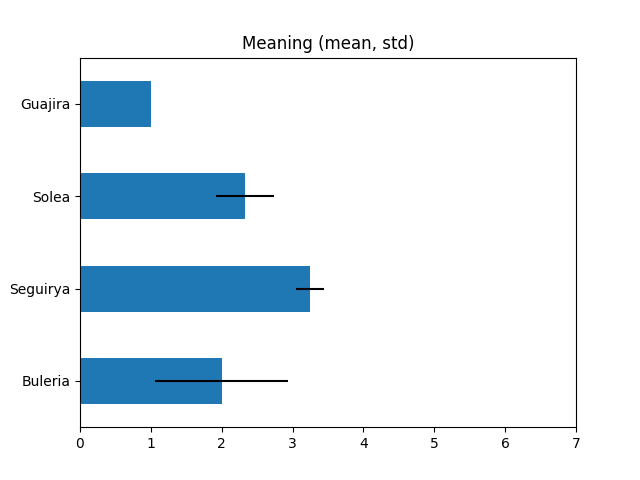 Meaning (mean, std)
Guajira
Solea
Seguirya
Buleria
0 1 2 3 4 5 6 7